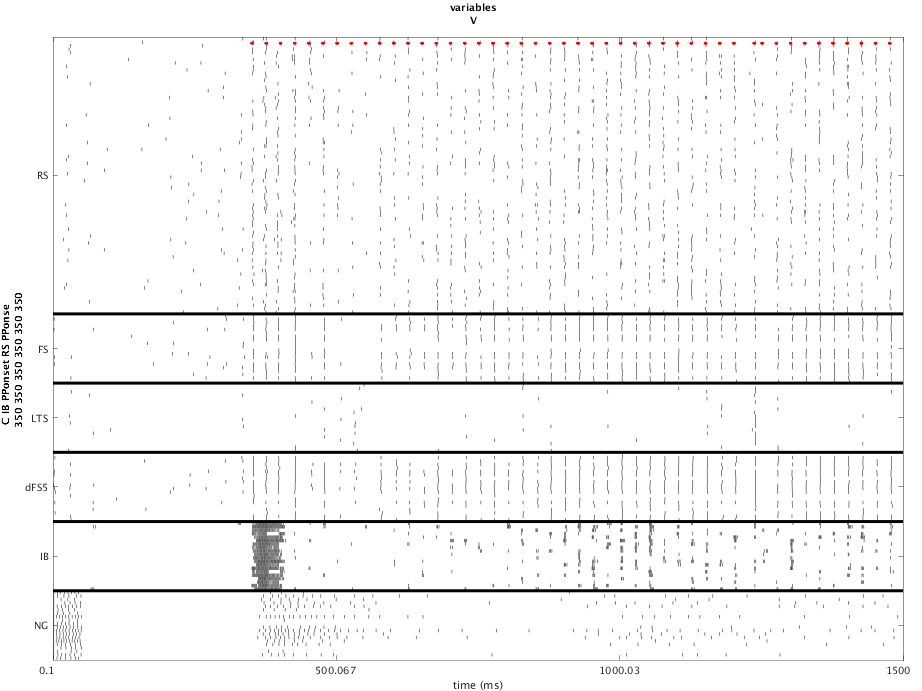 variables
V
C IB PPonset RS PPonse
350 350 350 350 350 350
RS
FS
LTS
dFS5
IB
NG
0.1
500.067
1000.03
1500
time (ms)